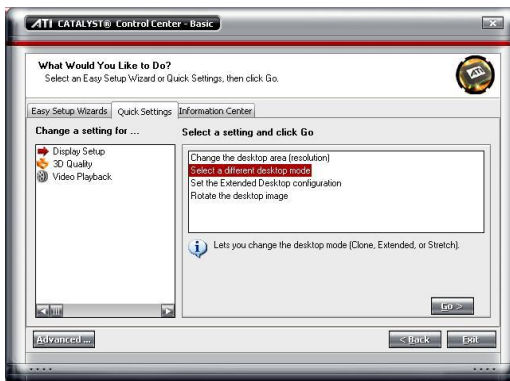 ATI CATALYST® Control Center - Basic
What Would You Like to Do?
Select an Easy Setup Wizard or Quick Settings, then click Go.
ATI
Easy Setup Wizards Quick Settings Information Center
Change a setting for ...
Display Setup
3D Quality
Video Playback
Select a setting and click Go
Change the desktop area (resolution)
Select a different desktop mode
Set the Extended Desktop configuration
Rotate the desktop image
Lets you change the desktop mode (Clone, Extended, or Stretch).
Go >
Advanced ...
< Back Exit